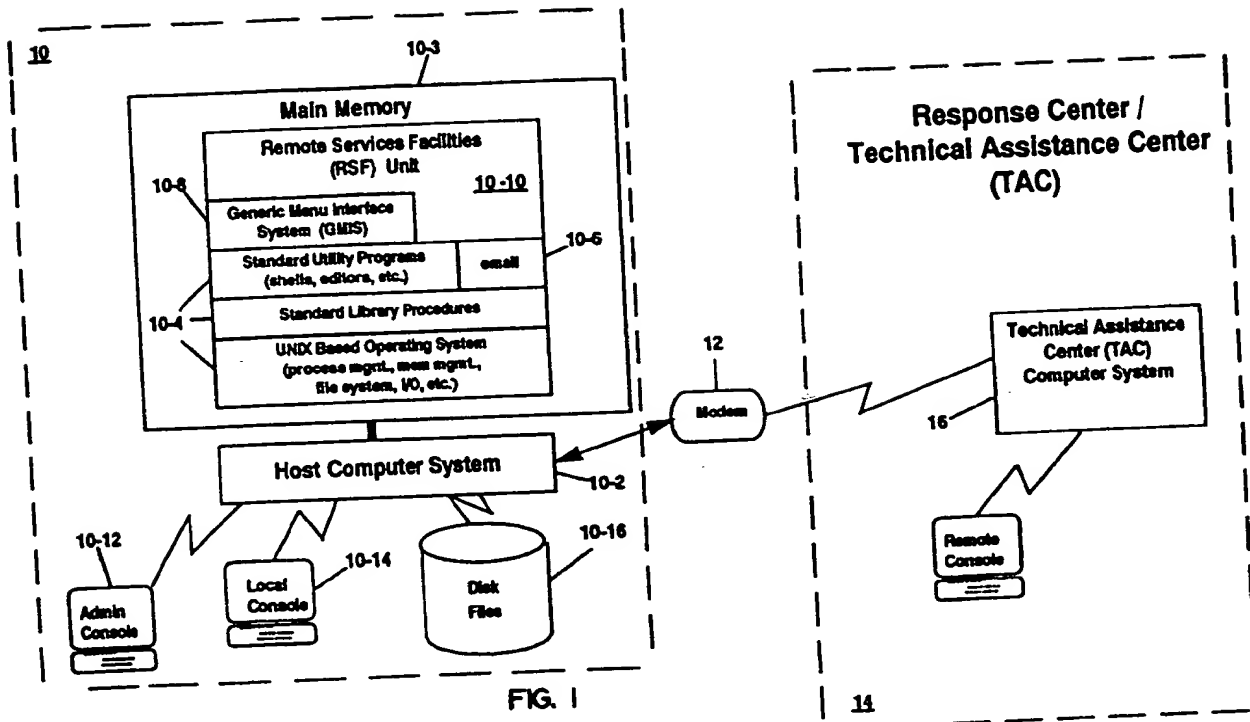 10
10-3
Main Memory
Remote Services Facilities
(RSF) Unit
10-10
10-8
Generic Menu Interface
System (GMIS)
Standard Utility Programs
(shells, editors, etc.)
email
10-6
10-4
Standard Library Procedures
UNIX Based Operating System
(process mgnt., mem mgmt.,
file system, I/O, etc.)
Host Computer System
10-2
12
Modem
10-12
Admin
Console
Local
Console
10-14
Disk
Files
10-16
FIG. 1
Response Center /
Technical Assistance Center
(TAC)
Technical Assistance
Center (TAC)
Computer System
16
Remote
Console
14